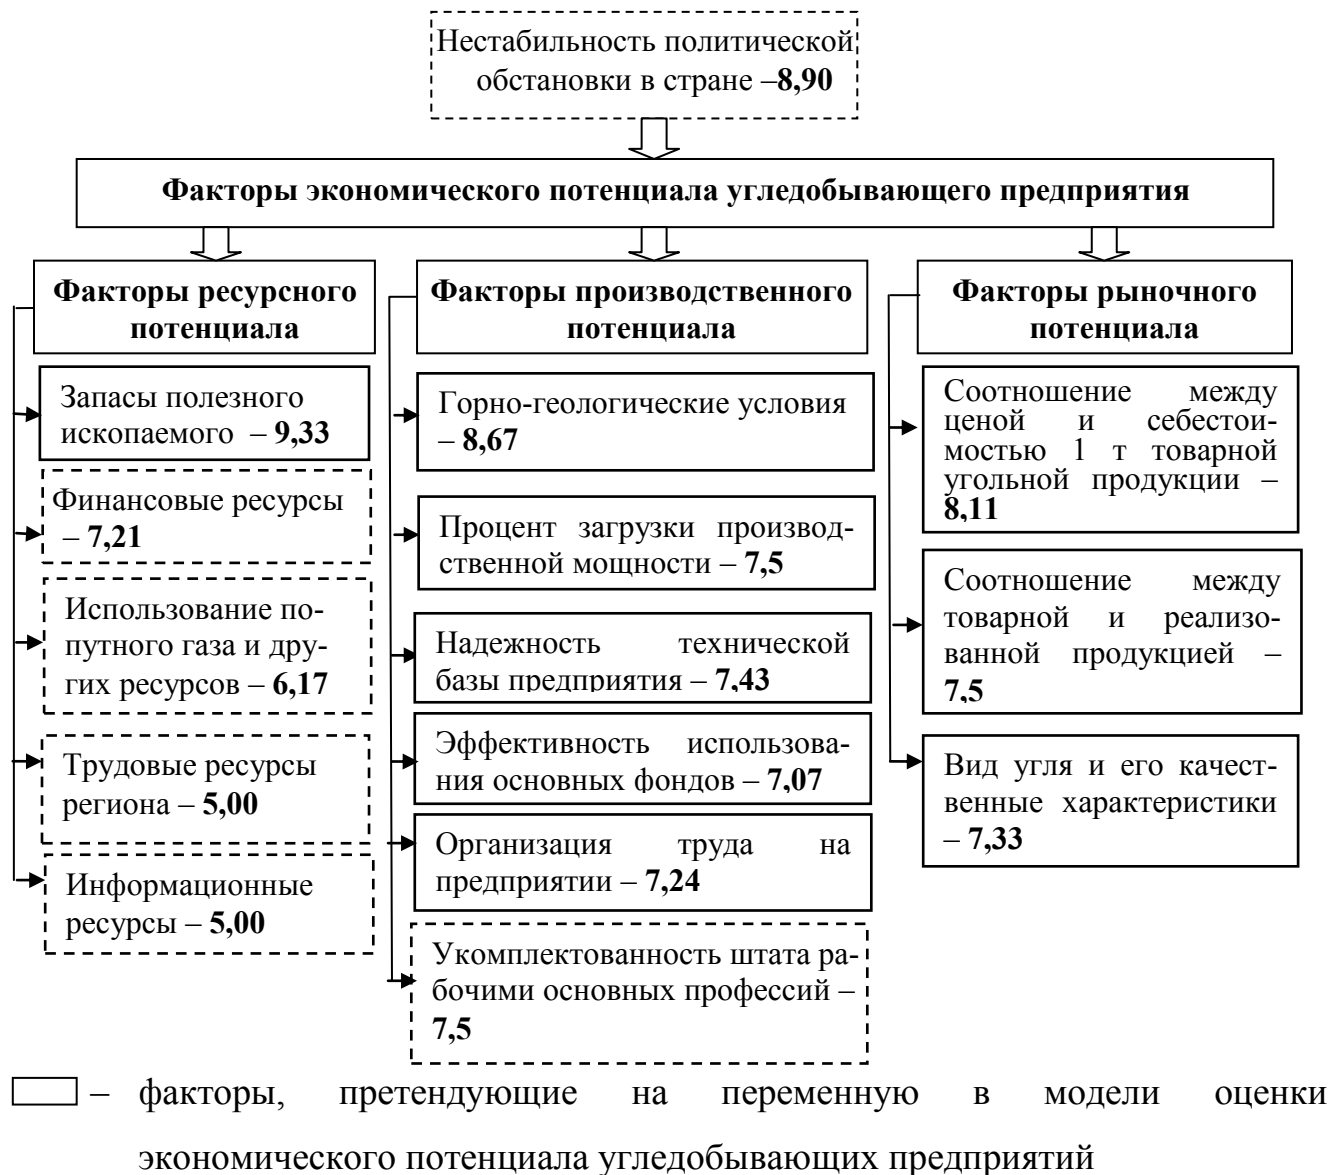 Нестабильность политической
обстановки в стране –8,90
Факторы экономического потенциала угледобывающего предприятия
Факторы ресурсного
потенциала
Запасы полезного
ископаемого – 9,33
Финансовые ресурсы
– 7,21
Использование по-
путного газа и дру-
гих ресурсов – 6,17
Трудовые ресурсы
региона – 5,00
Информационные
ресурсы – 5,00
Факторы производственного
потенциала
Горно-геологические условия
– 8,67
Процент загрузки производ-
ственной мощности – 7,5
Надежность технической
базы предприятия – 7,43
Эффективность использова-
ния основных фондов – 7,07
Организация труда на
предприятии – 7,24
Укомплектованность штата ра-
бочими основных профессий –
7,5
Факторы рыночного
потенциала
Соотношение между
ценой и себестои-
мостью 1 т товарной
угольной продукции –
8,11
Соотношение между
товарной и реализо-
ванной продукцией –
7,5
Вид угля и его качест-
венные характеристики
– 7,33
– факторы, претендующие на переменную в модели оценки
экономического потенциала угледобывающих предприятий